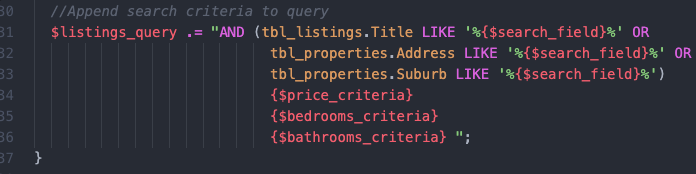 30 //Append search criteria to query
31 $listings_query .= "AND (tbl_listings.Title LIKE '%{$search_field}%' OR
32 tbl_properties.Address LIKE '%{$search_field}%' OR
33 tbl_properties.Suburb LIKE '%{$search_field}%')
34 {$price_criteria}
35 {$bedrooms_criteria}
36 {$bathrooms_criteria} ";
37 }